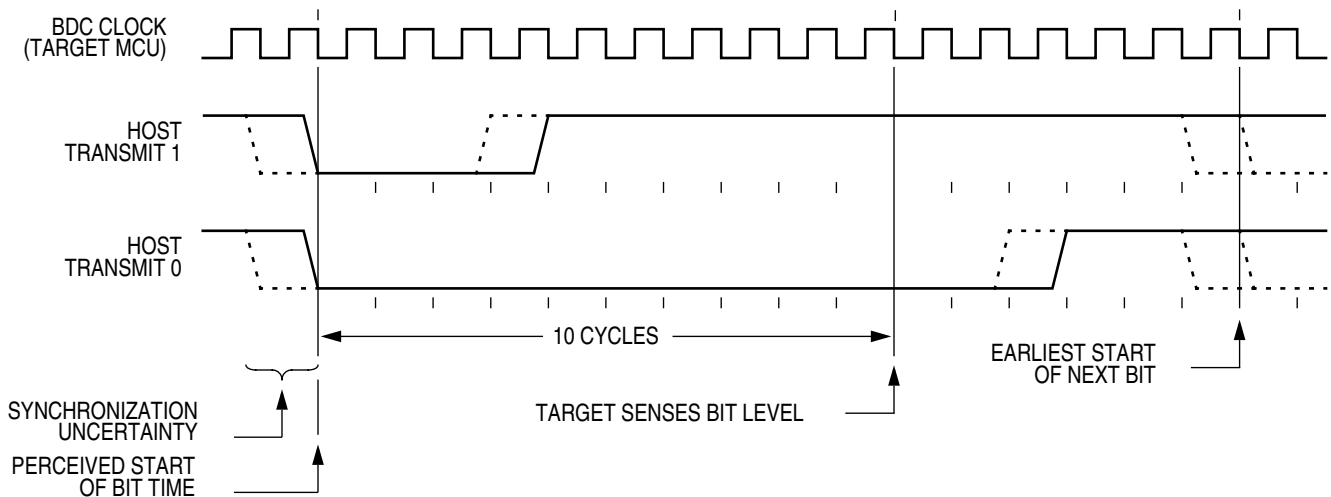 BDC CLOCK
(TARGET MCU)
HOST
TRANSMIT 1
HOST
TRANSMIT 0
10 CYCLES
EARLIEST START
OF NEXT BIT
SYNCHRONIZATION
UNCERTAINTY
TARGET SENSES BIT LEVEL
PERCEIVED START
OF BIT TIME